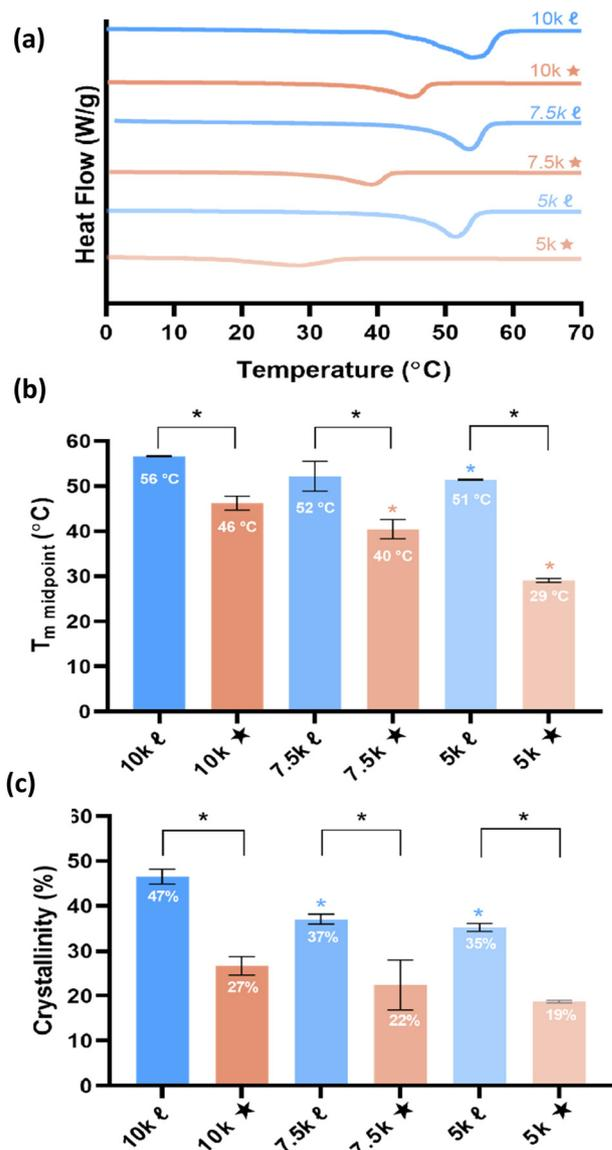 (a)
10k ℓ
10k ★
7.5k ℓ
7.5k ★
5k ℓ
5k ★
Heat Flow (W/g)
0 10 20 30 40 50 60 70
Temperature (°C)
(b)
* * *
60
50
40
30
20
10
0
Tm midpoint (°C)
56 °C
46 °C
52 °C
*
40 °C
*
51 °C
*
29 °C
10k ℓ 10k ★ 7.5k ℓ 7.5k ★ 5k ℓ 5k ★
(c)
* * *
60
50
40
30
20
10
0
Crystallinity (%)
47%
27%
*
37%
22%
*
35%
19%
10k ℓ 10k ★ 7.5k ℓ 7.5k ★ 5k ℓ 5k ★